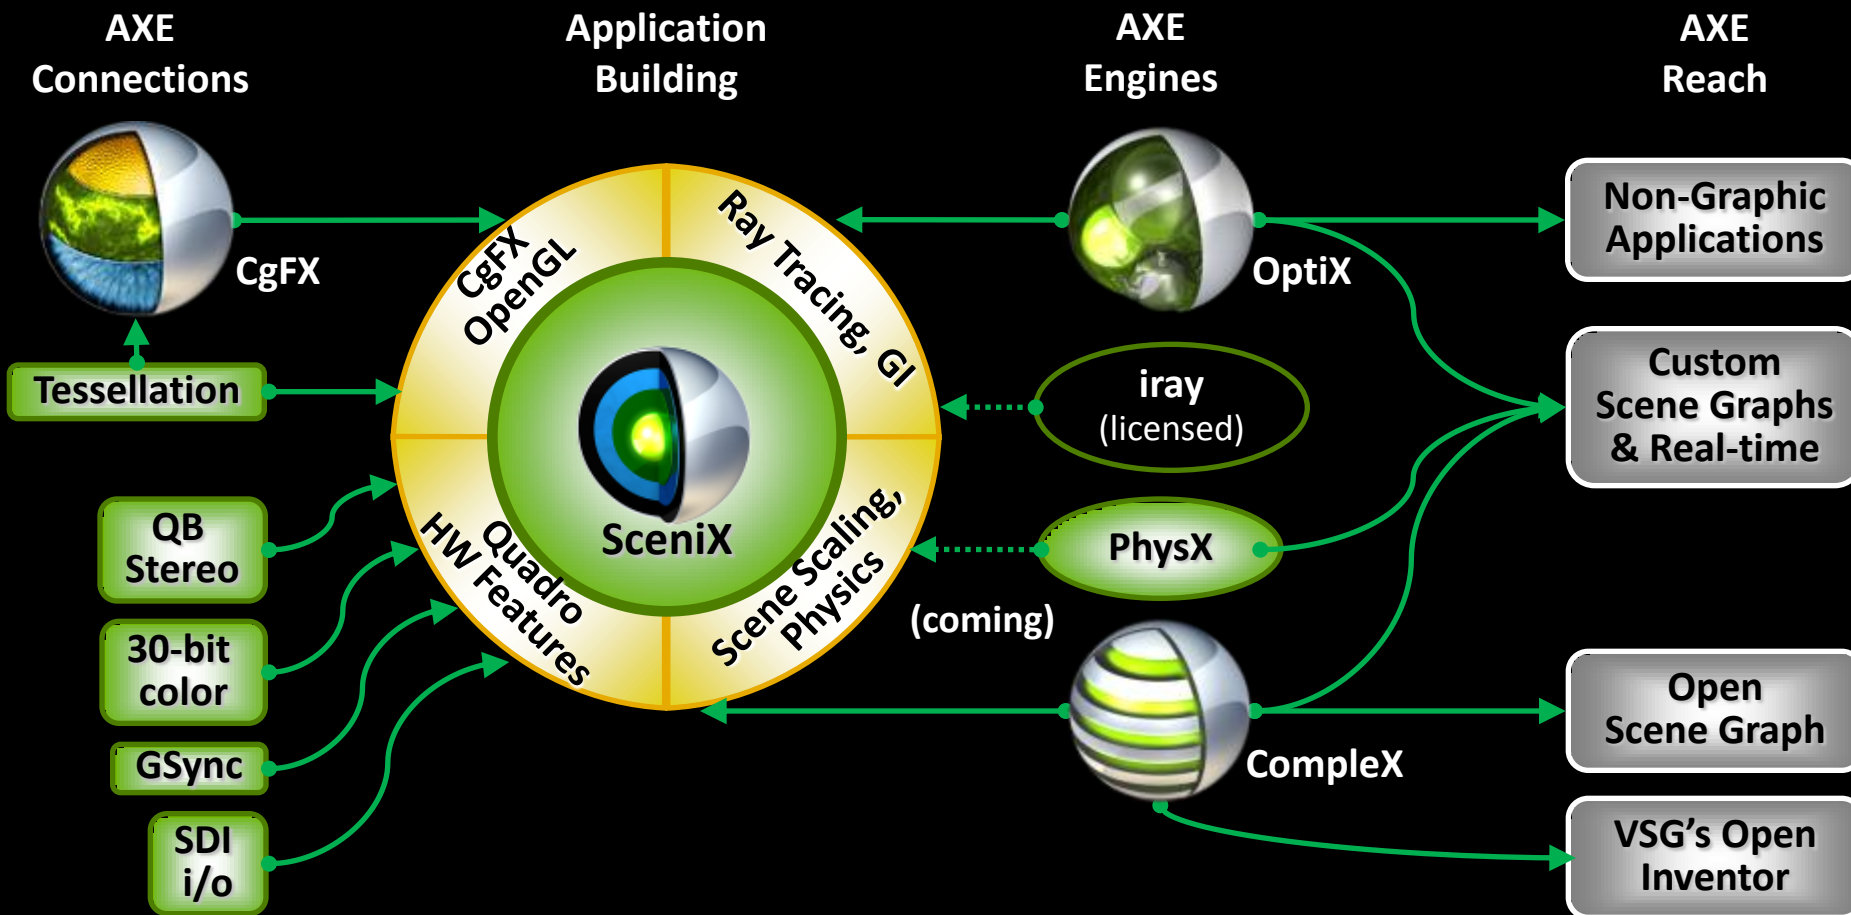 AXE
Connections
Application
Building
AXE
Engines
AXE
Reach
CgFX
Tessellation
QB
Stereo
30-bit
color
GSync
SDI
i/o
CgFX
OpenGL
Ray Tracing, GI
Quadro
HW Features
Scene Scaling,
Physics
SceniX
OptiX
iray
(licensed)
PhysX
(coming)
CompleX
Non-Graphic
Applications
Custom
Scene Graphs
& Real-time
Open
Scene Graph
VSG's Open
Inventor